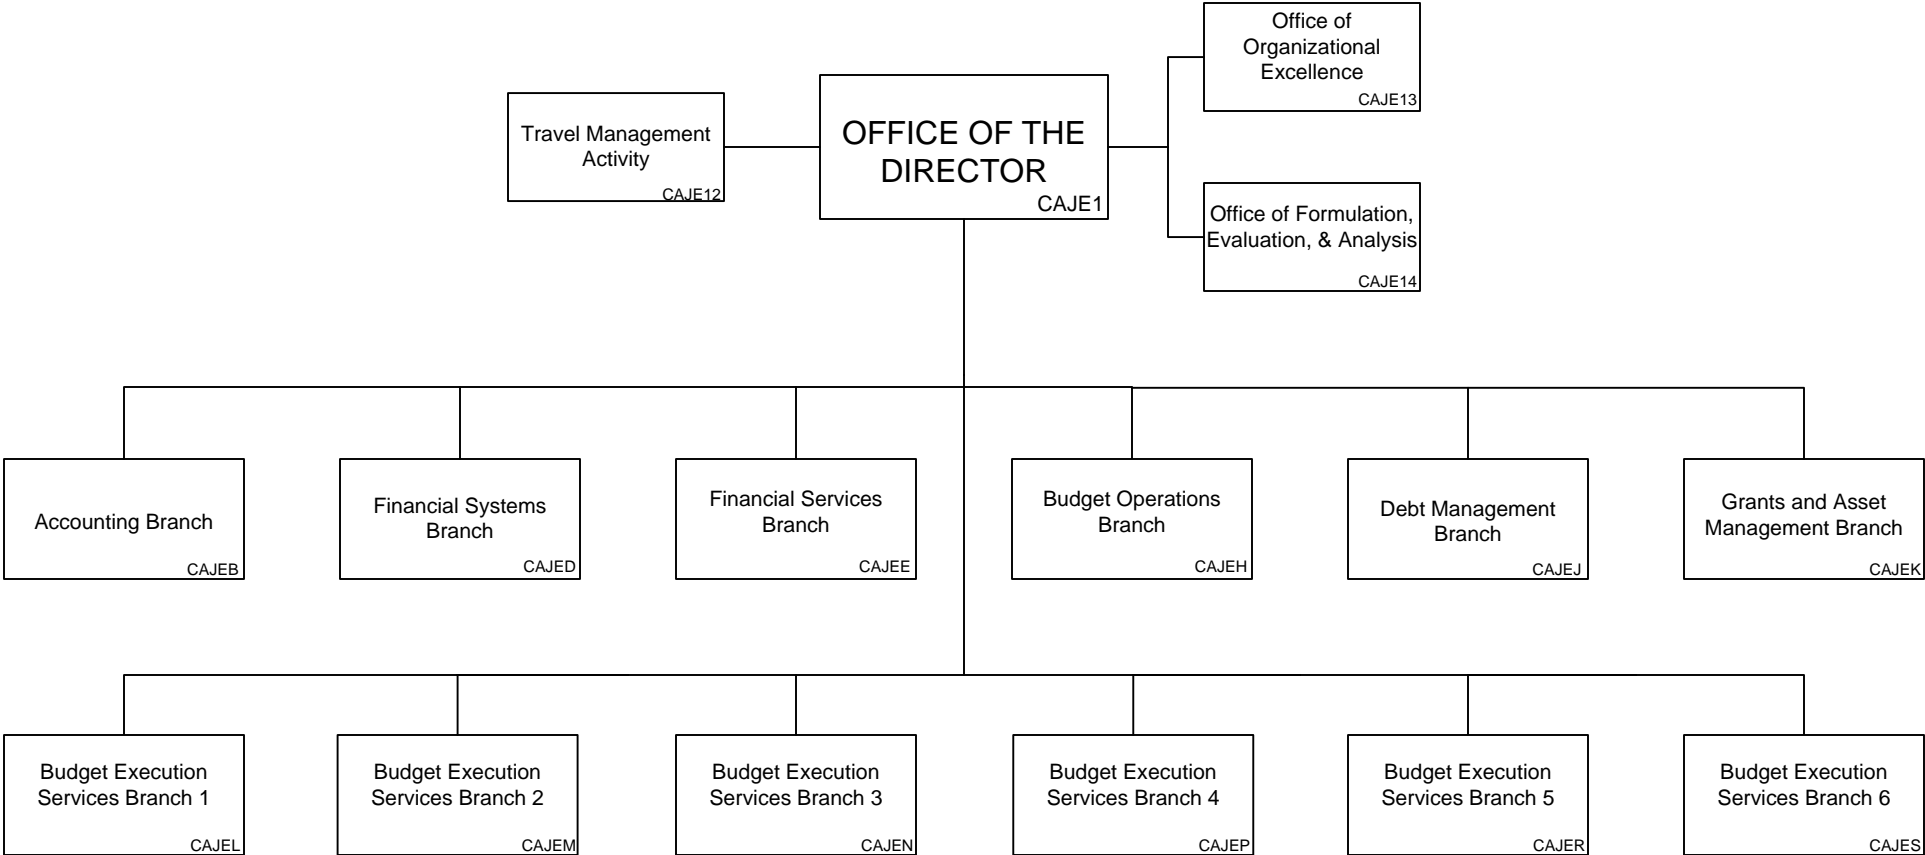 Office of
Organizational
Excellence
CAJE13
Travel Management
Activity
CAJE12
OFFICE OF THE
DIRECTOR
CAJE1
Office of Formulation,
Evaluation, & Analysis
CAJE14
Accounting Branch
CAJEB
Financial Systems
Branch
CAJED
Financial Services
Branch
CAJEE
Budget Operations
Branch
CAJEH
Debt Management
Branch
CAJEJ
Grants and Asset
Management Branch
CAJEK
Budget Execution
Services Branch 1
CAJEL
Budget Execution
Services Branch 2
CAJEM
Budget Execution
Services Branch 3
CAJEN
Budget Execution
Services Branch 4
CAJEP
Budget Execution
Services Branch 5
CAJER
Budget Execution
Services Branch 6
CAJES